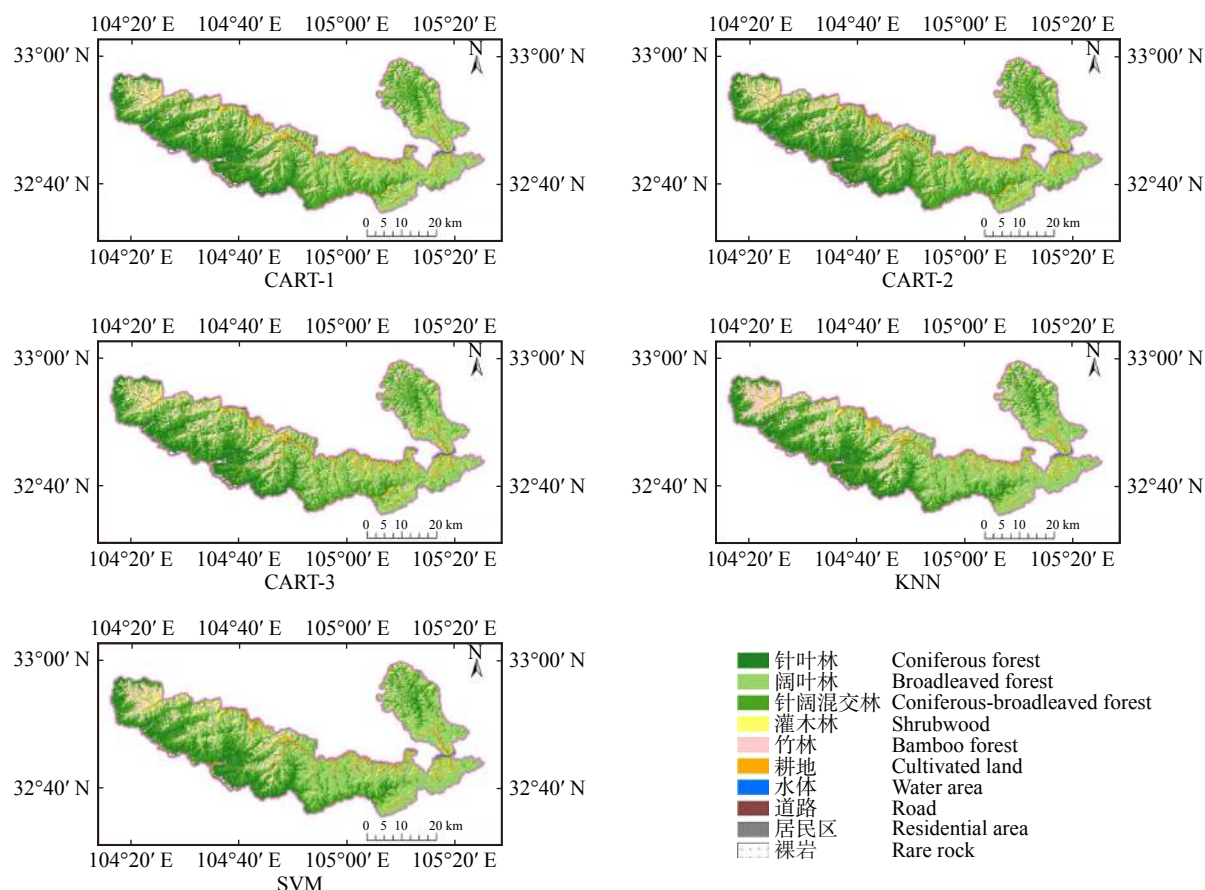 104°20′ E 104°40′ E 105°00′ E 105°20′ E
33°00′ N
32°40′ N
N
33°00′ N
32°40′ N
0 5 10 20 km
104°20′ E 104°40′ E 105°00′ E 105°20′ E
CART-1
104°20′ E 104°40′ E 105°00′ E 105°20′ E
33°00′ N
32°40′ N
N
33°00′ N
32°40′ N
0 5 10 20 km
104°20′ E 104°40′ E 105°00′ E 105°20′ E
CART-2
104°20′ E 104°40′ E 105°00′ E 105°20′ E
33°00′ N
32°40′ N
N
33°00′ N
32°40′ N
0 5 10 20 km
104°20′ E 104°40′ E 105°00′ E 105°20′ E
CART-3
104°20′ E 104°40′ E 105°00′ E 105°20′ E
33°00′ N
32°40′ N
N
33°00′ N
32°40′ N
0 5 10 20 km
104°20′ E 104°40′ E 105°00′ E 105°20′ E
KNN
104°20′ E 104°40′ E 105°00′ E 105°20′ E
33°00′ N
32°40′ N
N
33°00′ N
32°40′ N
0 5 10 20 km
104°20′ E 104°40′ E 105°00′ E 105°20′ E
SVM
针叶林 Coniferous forest
阔叶林 Broadleaved forest
针阔混交林 Coniferous-broadleaved forest
灌木林 Shrubwood
竹林 Bamboo forest
耕地 Cultivated land
水体 Water area
道路 Road
居民区 Residential area
裸岩 Rare rock